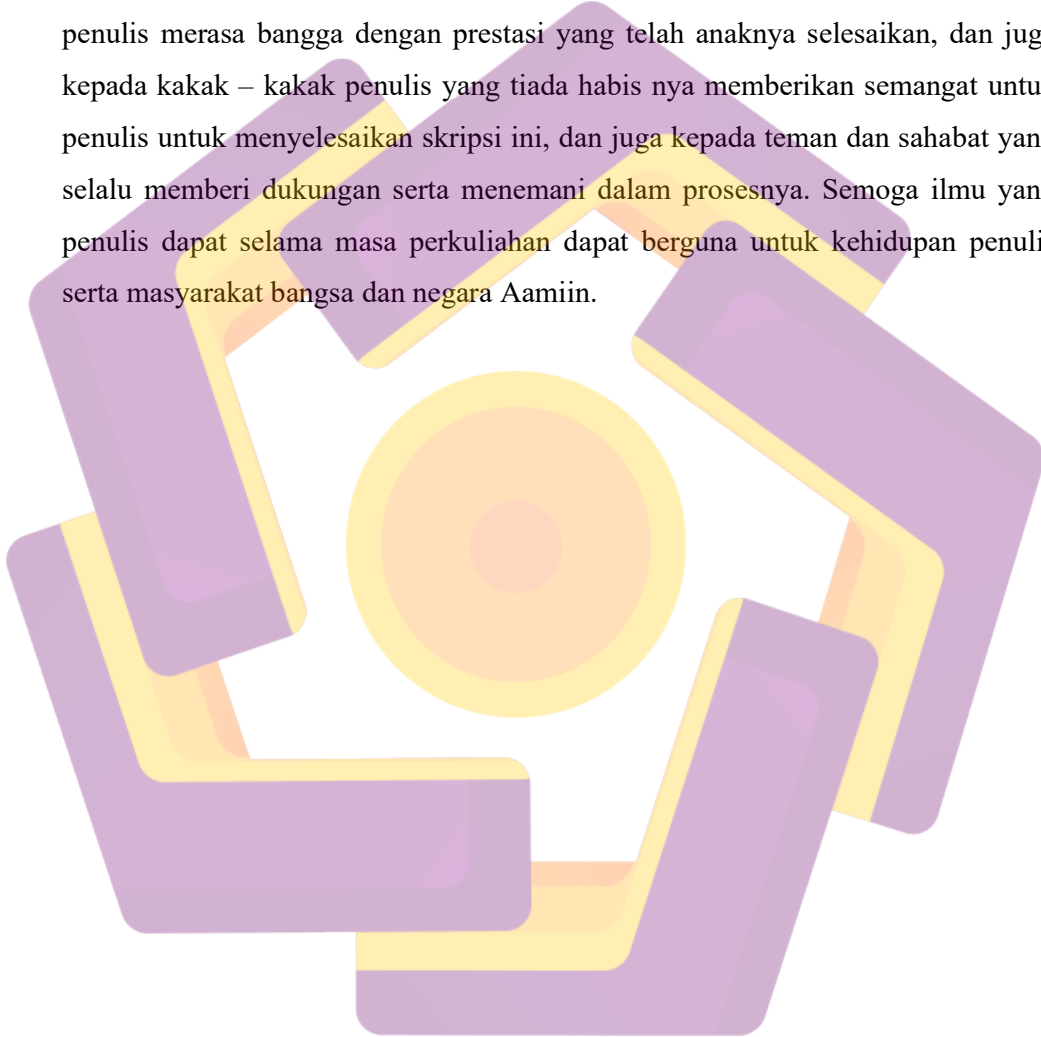 penulis merasa bangga dengan prestasi yang telah anaknya selesaikan, dan jug
kepada kakak – kakak penulis yang tiada habis nya memberikan semangat untu
penulis untuk menyelesaikan skripsi ini, dan juga kepada teman dan sahabat yan
selalu memberi dukungan serta menemani dalam prosesnya. Semoga ilmu yan
penulis dapat selama masa perkuliahan dapat berguna untuk kehidupan penuli
serta masyarakat bangsa dan negara Aamiin.